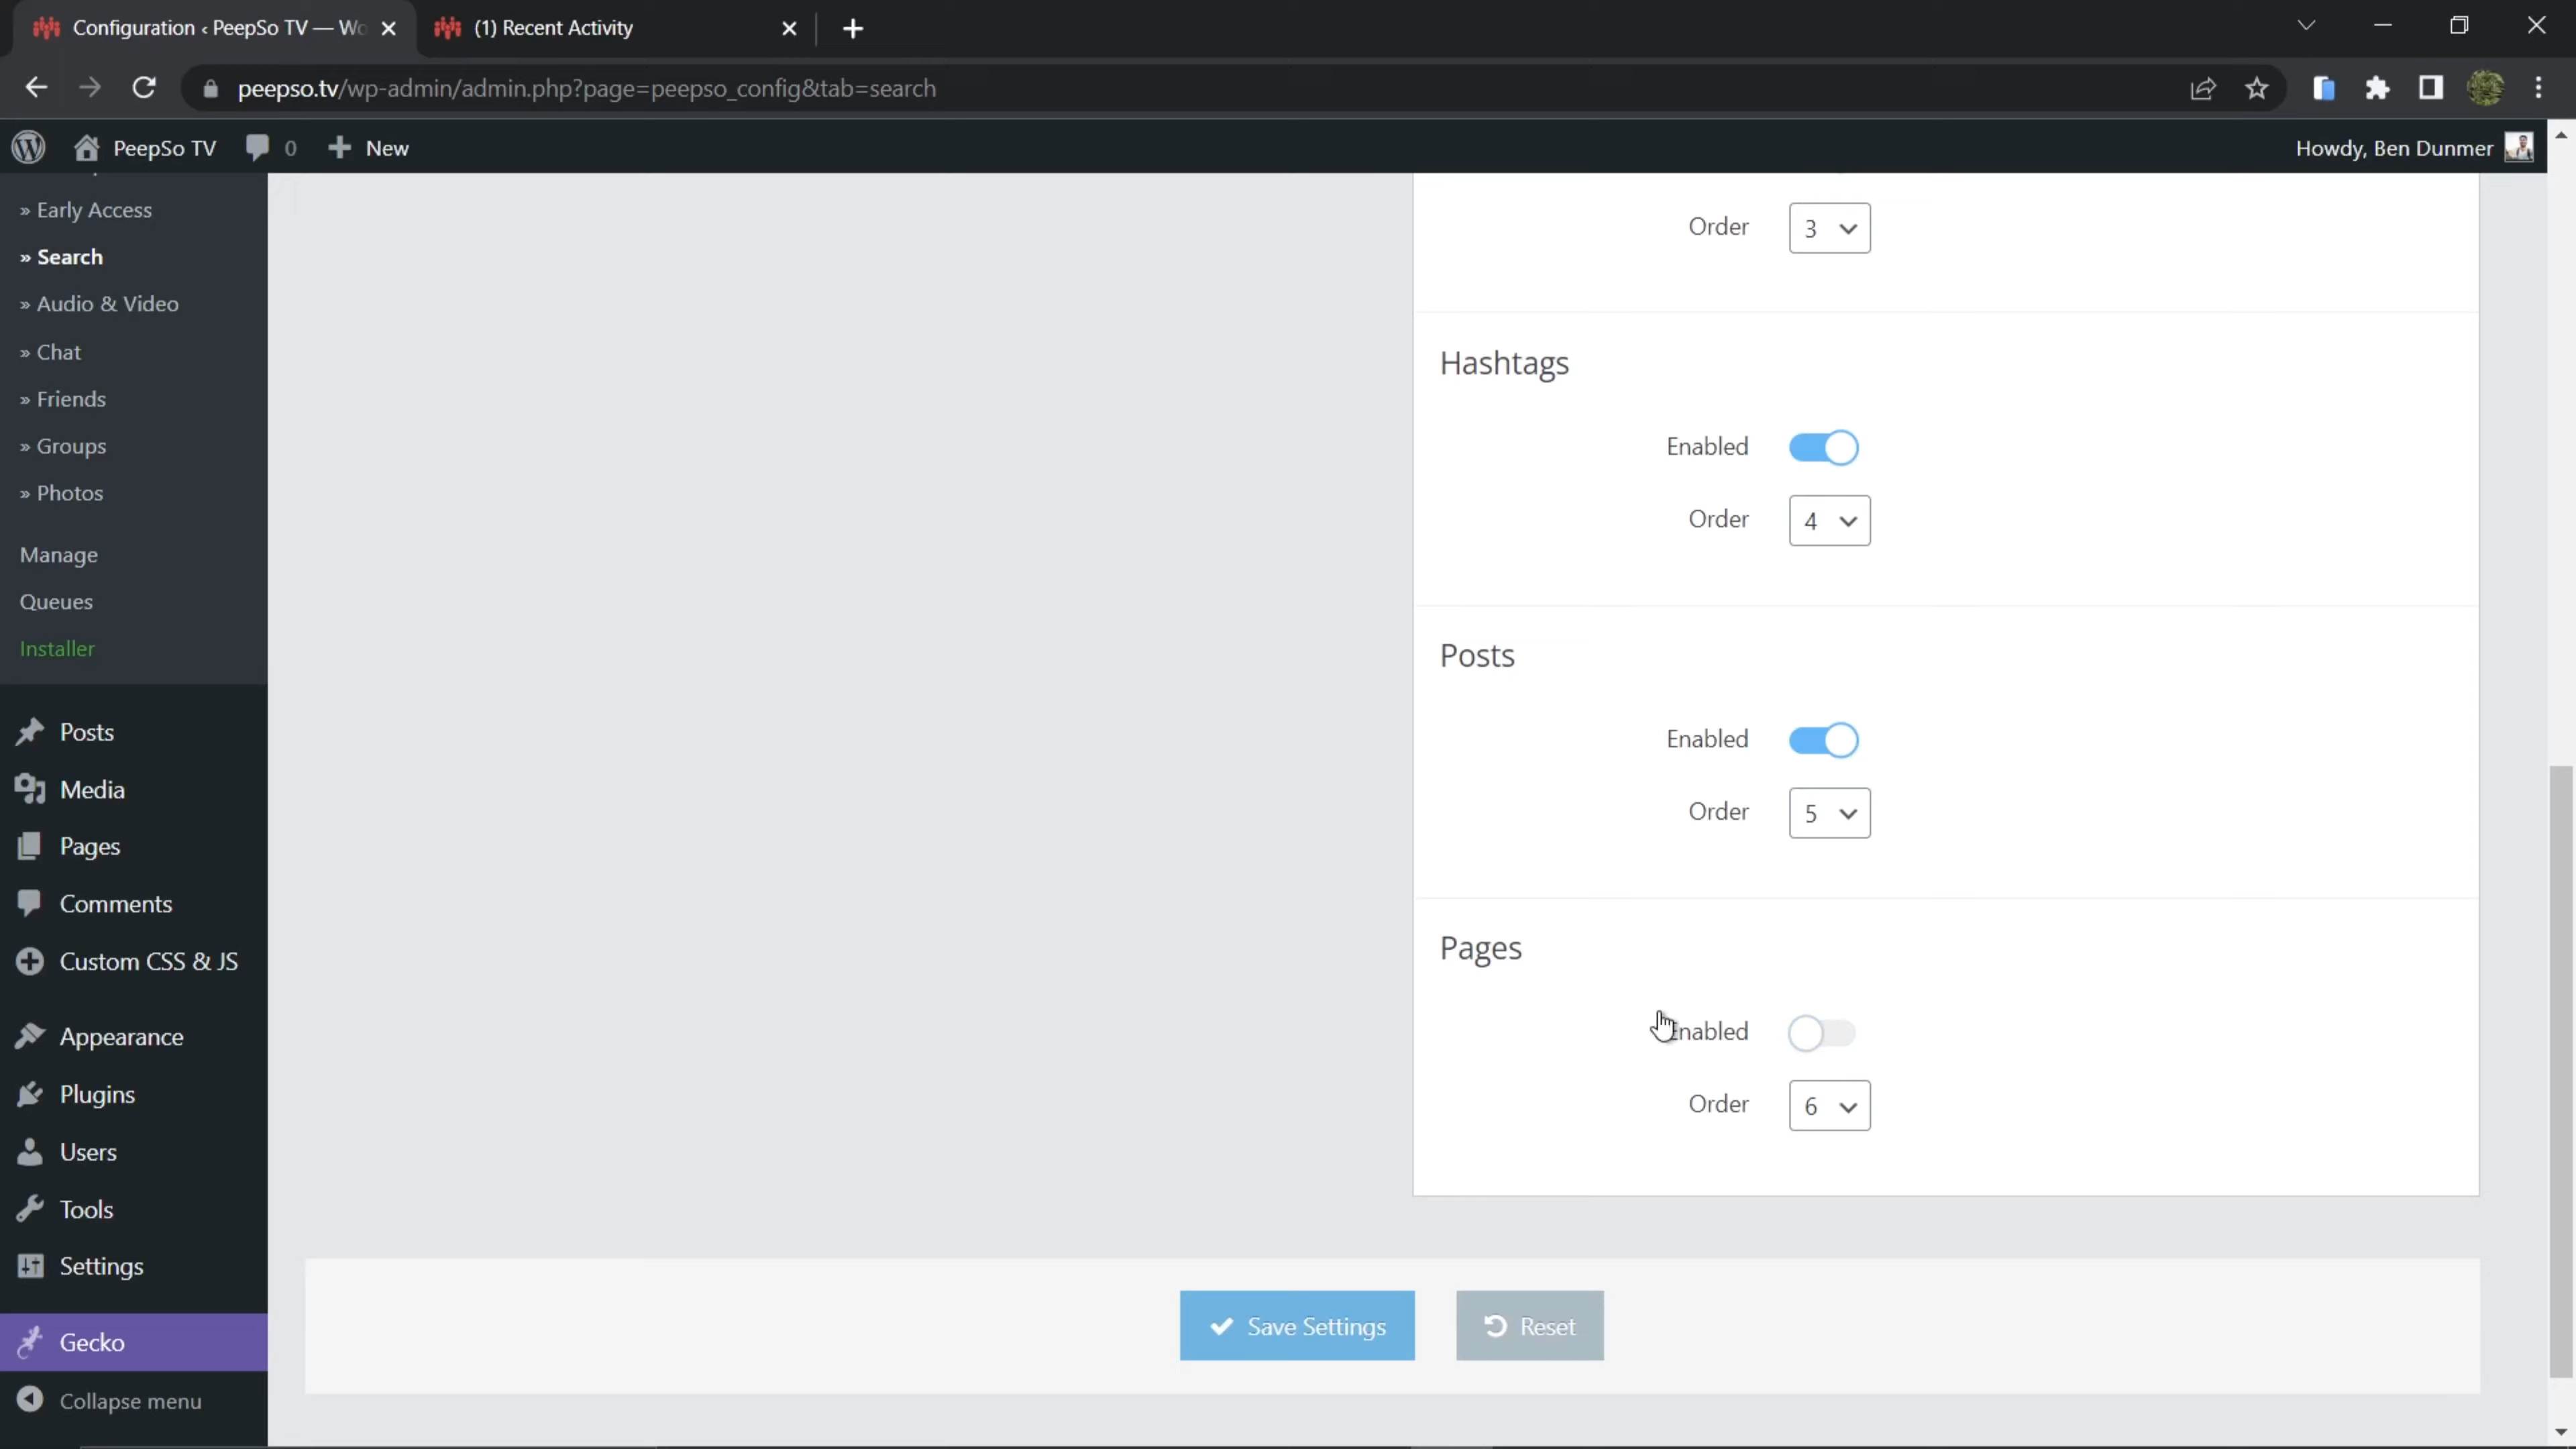 Configuration ‹ PeepSo TV — Wo
(1) Recent Activity
peepso.tv/wp-admin/admin.php?page=peepso_config&tab=search
PeepSo TV 0 New
Howdy, Ben Dunmer
» Early Access
» Search
» Audio & Video
» Chat
» Friends
» Groups
» Photos
Manage
Queues
Installer
Posts
Media
Pages
Comments
Custom CSS & JS
Appearance
Plugins
Users
Tools
Settings
Gecko
Collapse menu
Order 3
Hashtags
Enabled
Order 4
Posts
Enabled
Order 5
Pages
Enabled
Order 6
Save Settings
Reset